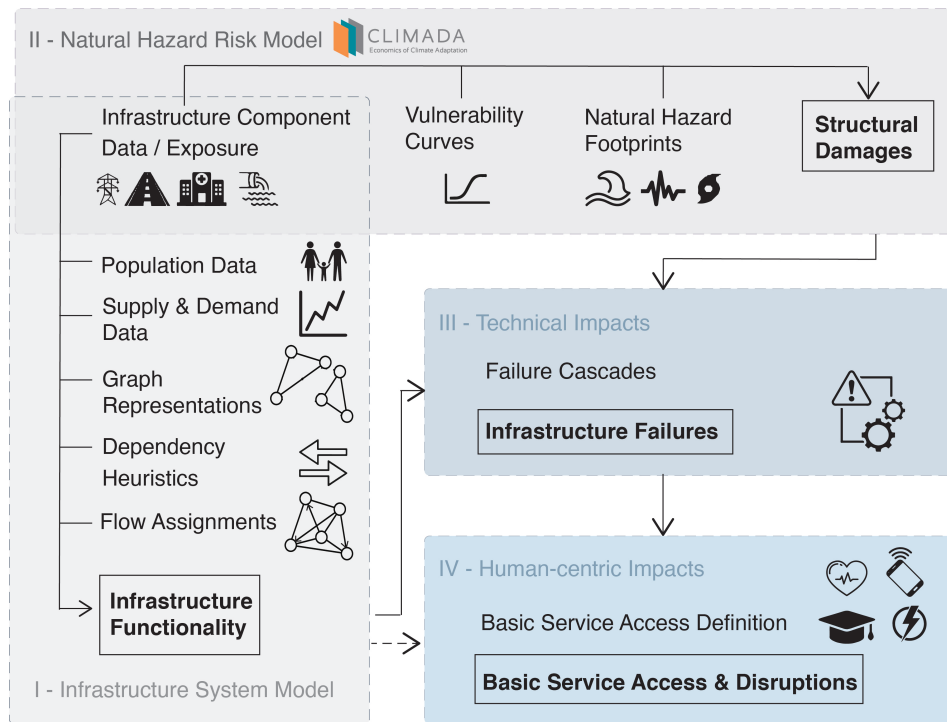 II - Natural Hazard Risk Model
CLIMADA
Economics of Climate Adaptation
Infrastructure Component
Data / Exposure
Vulnerability
Curves
Natural Hazard
Footprints
Structural
Damages
Population Data
Supply & Demand
Data
Graph
Representations
Dependency
Heuristics
Flow Assignments
Infrastructure
Functionality
I - Infrastructure System Model
III - Technical Impacts
Failure Cascades
Infrastructure Failures
IV - Human-centric Impacts
Basic Service Access Definition
Basic Service Access & Disruptions